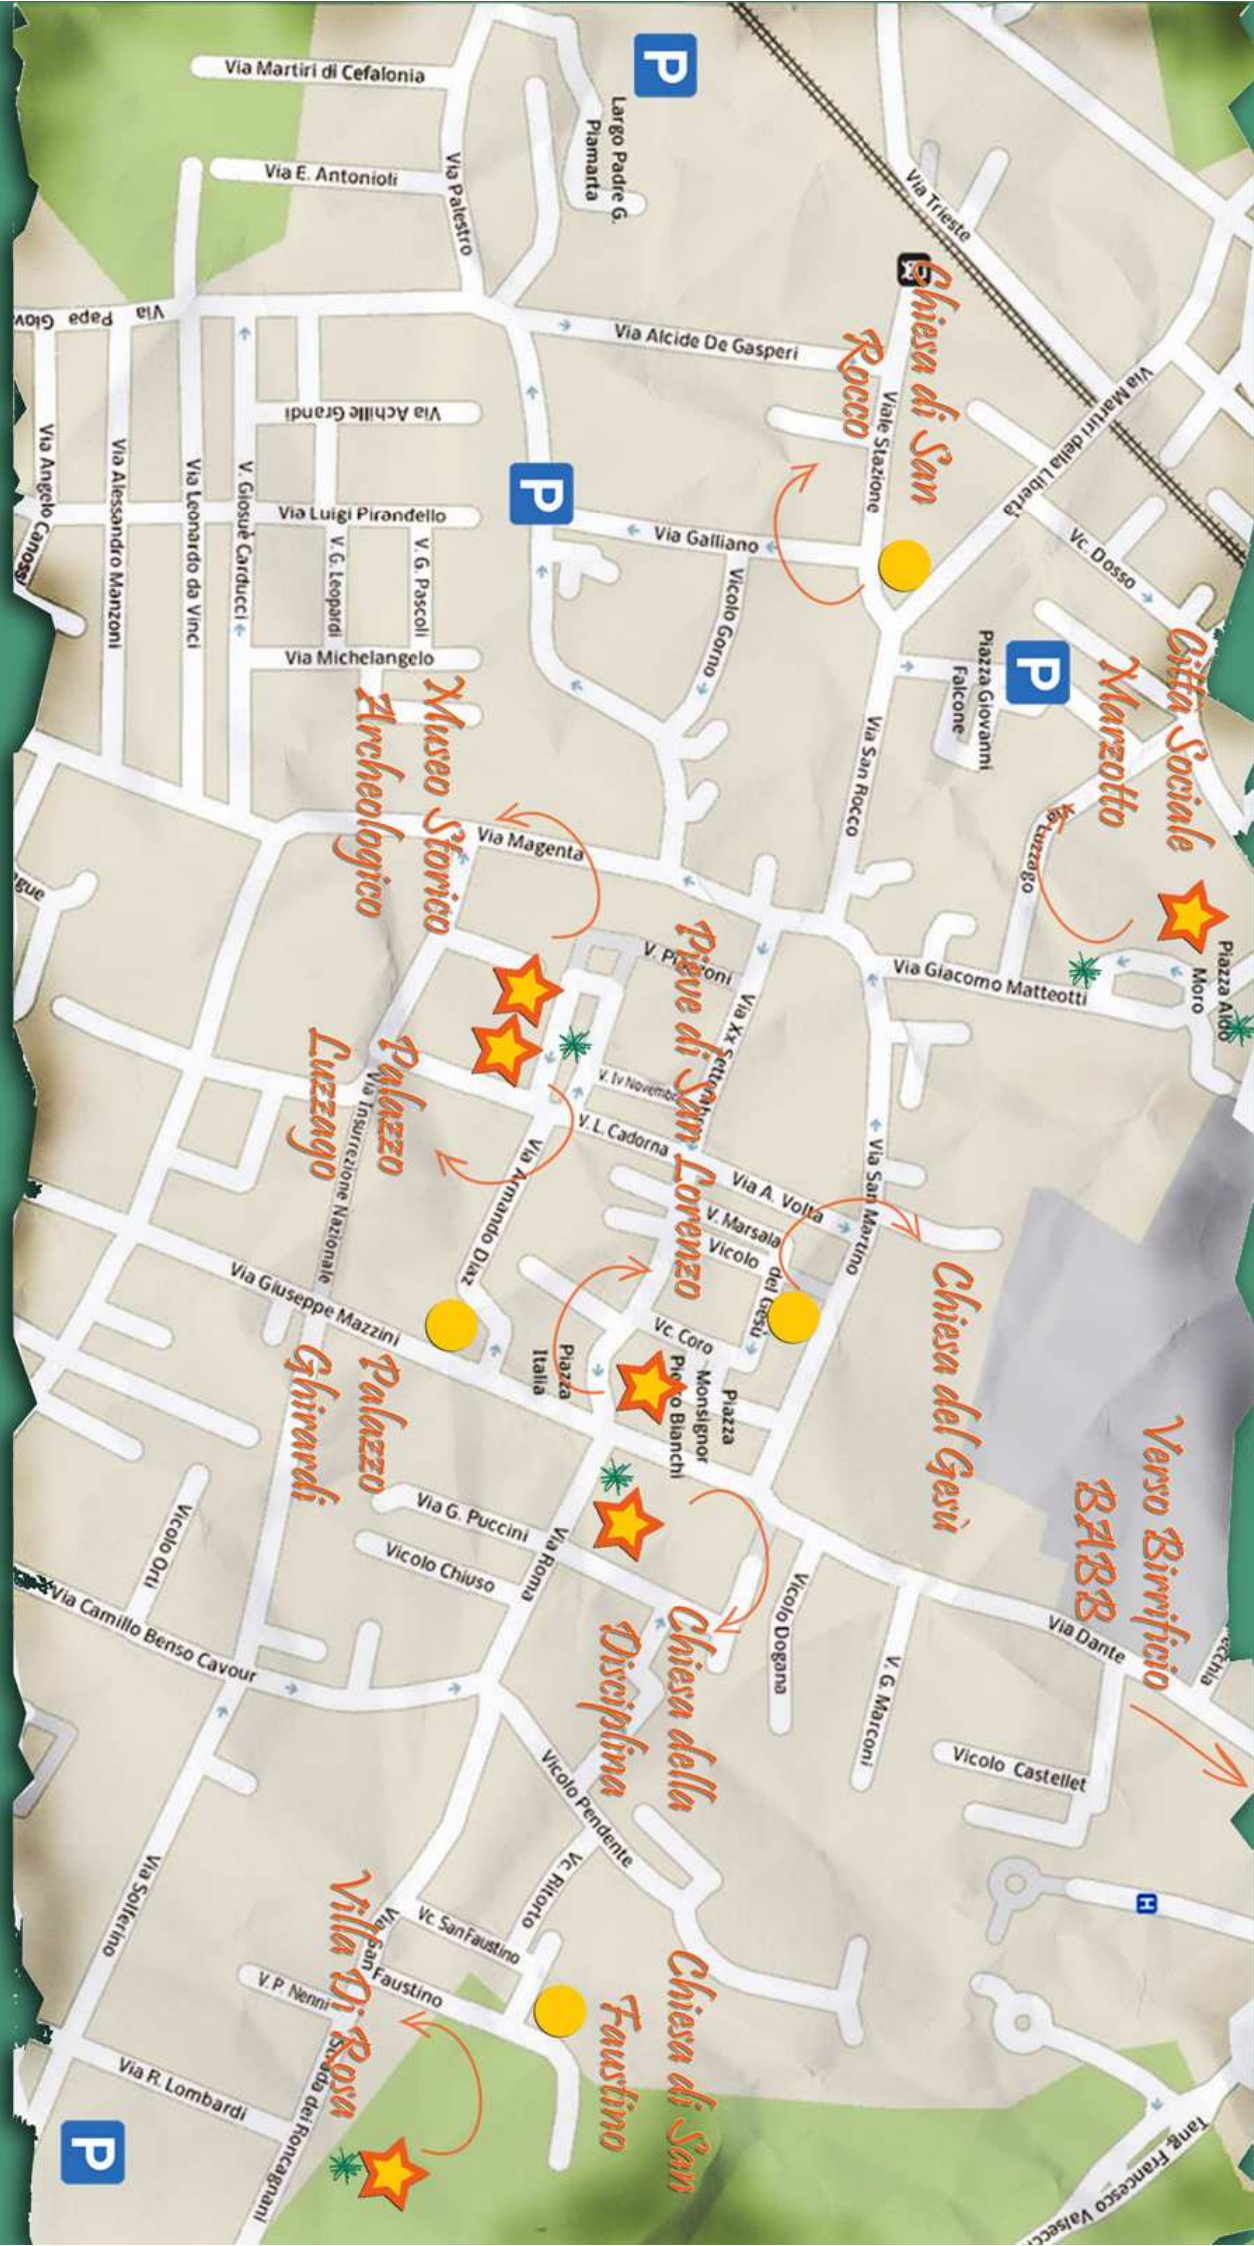 Via Martiri di Cefalonia
Via E. Antonioli
Via Palestro
Largo Padre G.
Piamarta
P
Via Trieste
Via Papa
Via Alcide De Gasperi
Viale Stazione
Via Martiri della Libertà
Chiesa di San
Rocco
Via Achille Grandi
Via Luigi Pirandello
P
Via Galliano
Vicolo Gorno
Vc. Dosso
Via Alessandro Manzoni
Via Leonardo da Vinci
V. Giosuè Carducci
V. G. Leopardi
V. G. Pascoli
Via Michelangelo
Piazza Giovanni
Falcone
P
Città Sociale
Marzotto
Via San Rocco
Via Luzzago
Museo Storico
Archeologico
Via Magenta
Via Giacomo Matteotti
Piazza Aldo
Moro
Pieve di San Lorenzo
V. Iv Novembre
V. L. Cadorna
Via A. Volta
V. Marsala
Vicolo
del Gesù
Via San Martino
Chiesa del Gesù
Palazzo
Luzzago
Via Insurrezione Nazionale
Via Armando Diaz
Via Giuseppe Mazzini
Piazza
Italia
Vc. Coro
Piazza
Monsignor
Pietro Bianchi
Palazzo
Ghirardi
Verso Birrificio
BABB
Via G. Puccini
Vicolo Chiuso
Via Roma
Vicolo Orti
Via Camillo Benso Cavour
Chiesa della
Disciplina
Vicolo Dogana
V. G. Marconi
Via Dante
Vicolo Castellet
H
Vicolo Pendente
Vc. Ritorto
Vc. San Faustino
Via San Faustino
Via Solferino
V. P. Nenni
Villa Di Rosa
Strada dei Roncagnani
Via R. Lombardi
Chiesa di San
Faustino
Tang. Francesco
P